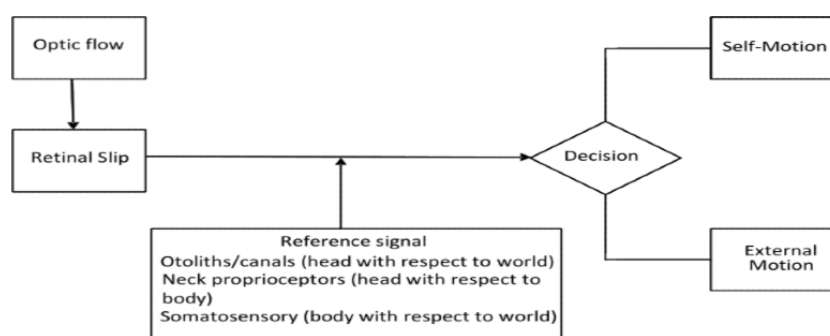 Optic flow
Self-Motion
Retinal Slip
Decision
Reference signal
Otoliths/canals (head with respect to world)
Neck proprioceptors (head with respect to
body)
Somatosensory (body with respect to world)
External
Motion